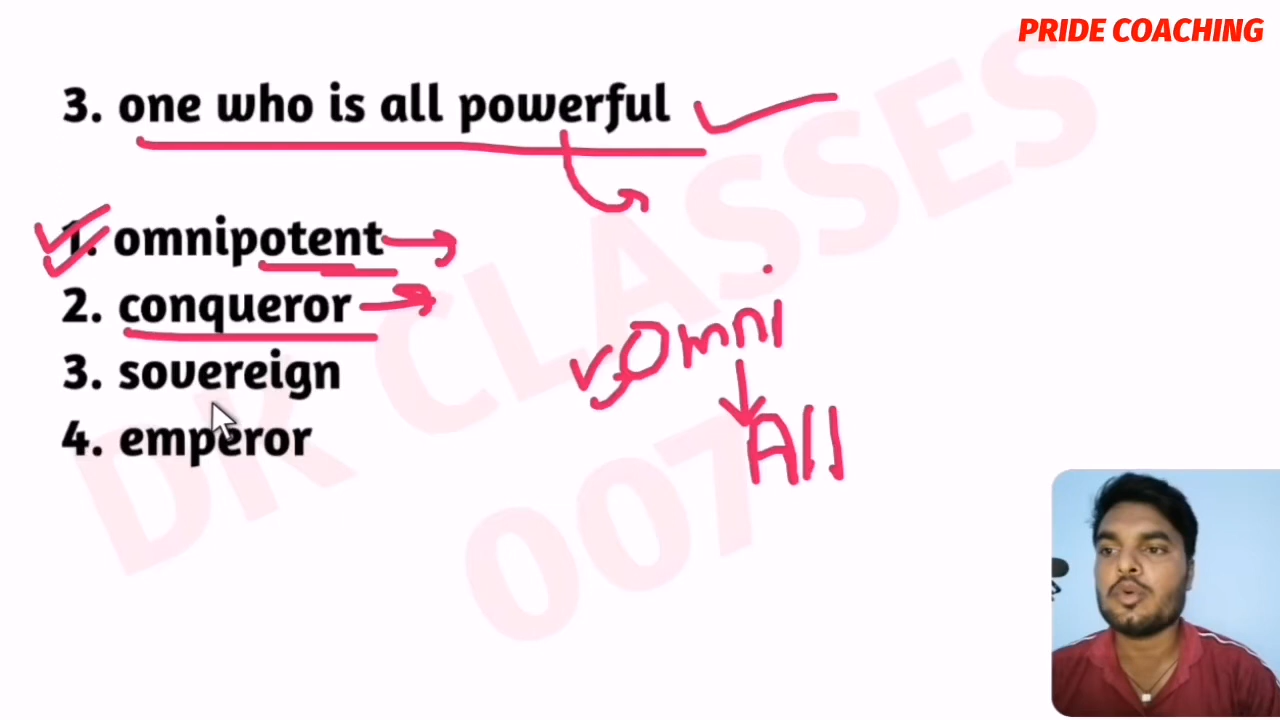 PRIDE COACHING
3. one who is all powerful
1. omnipotent
2. conqueror
3. sovereign
4. emperor
Omni
All
DK CLASSES
007